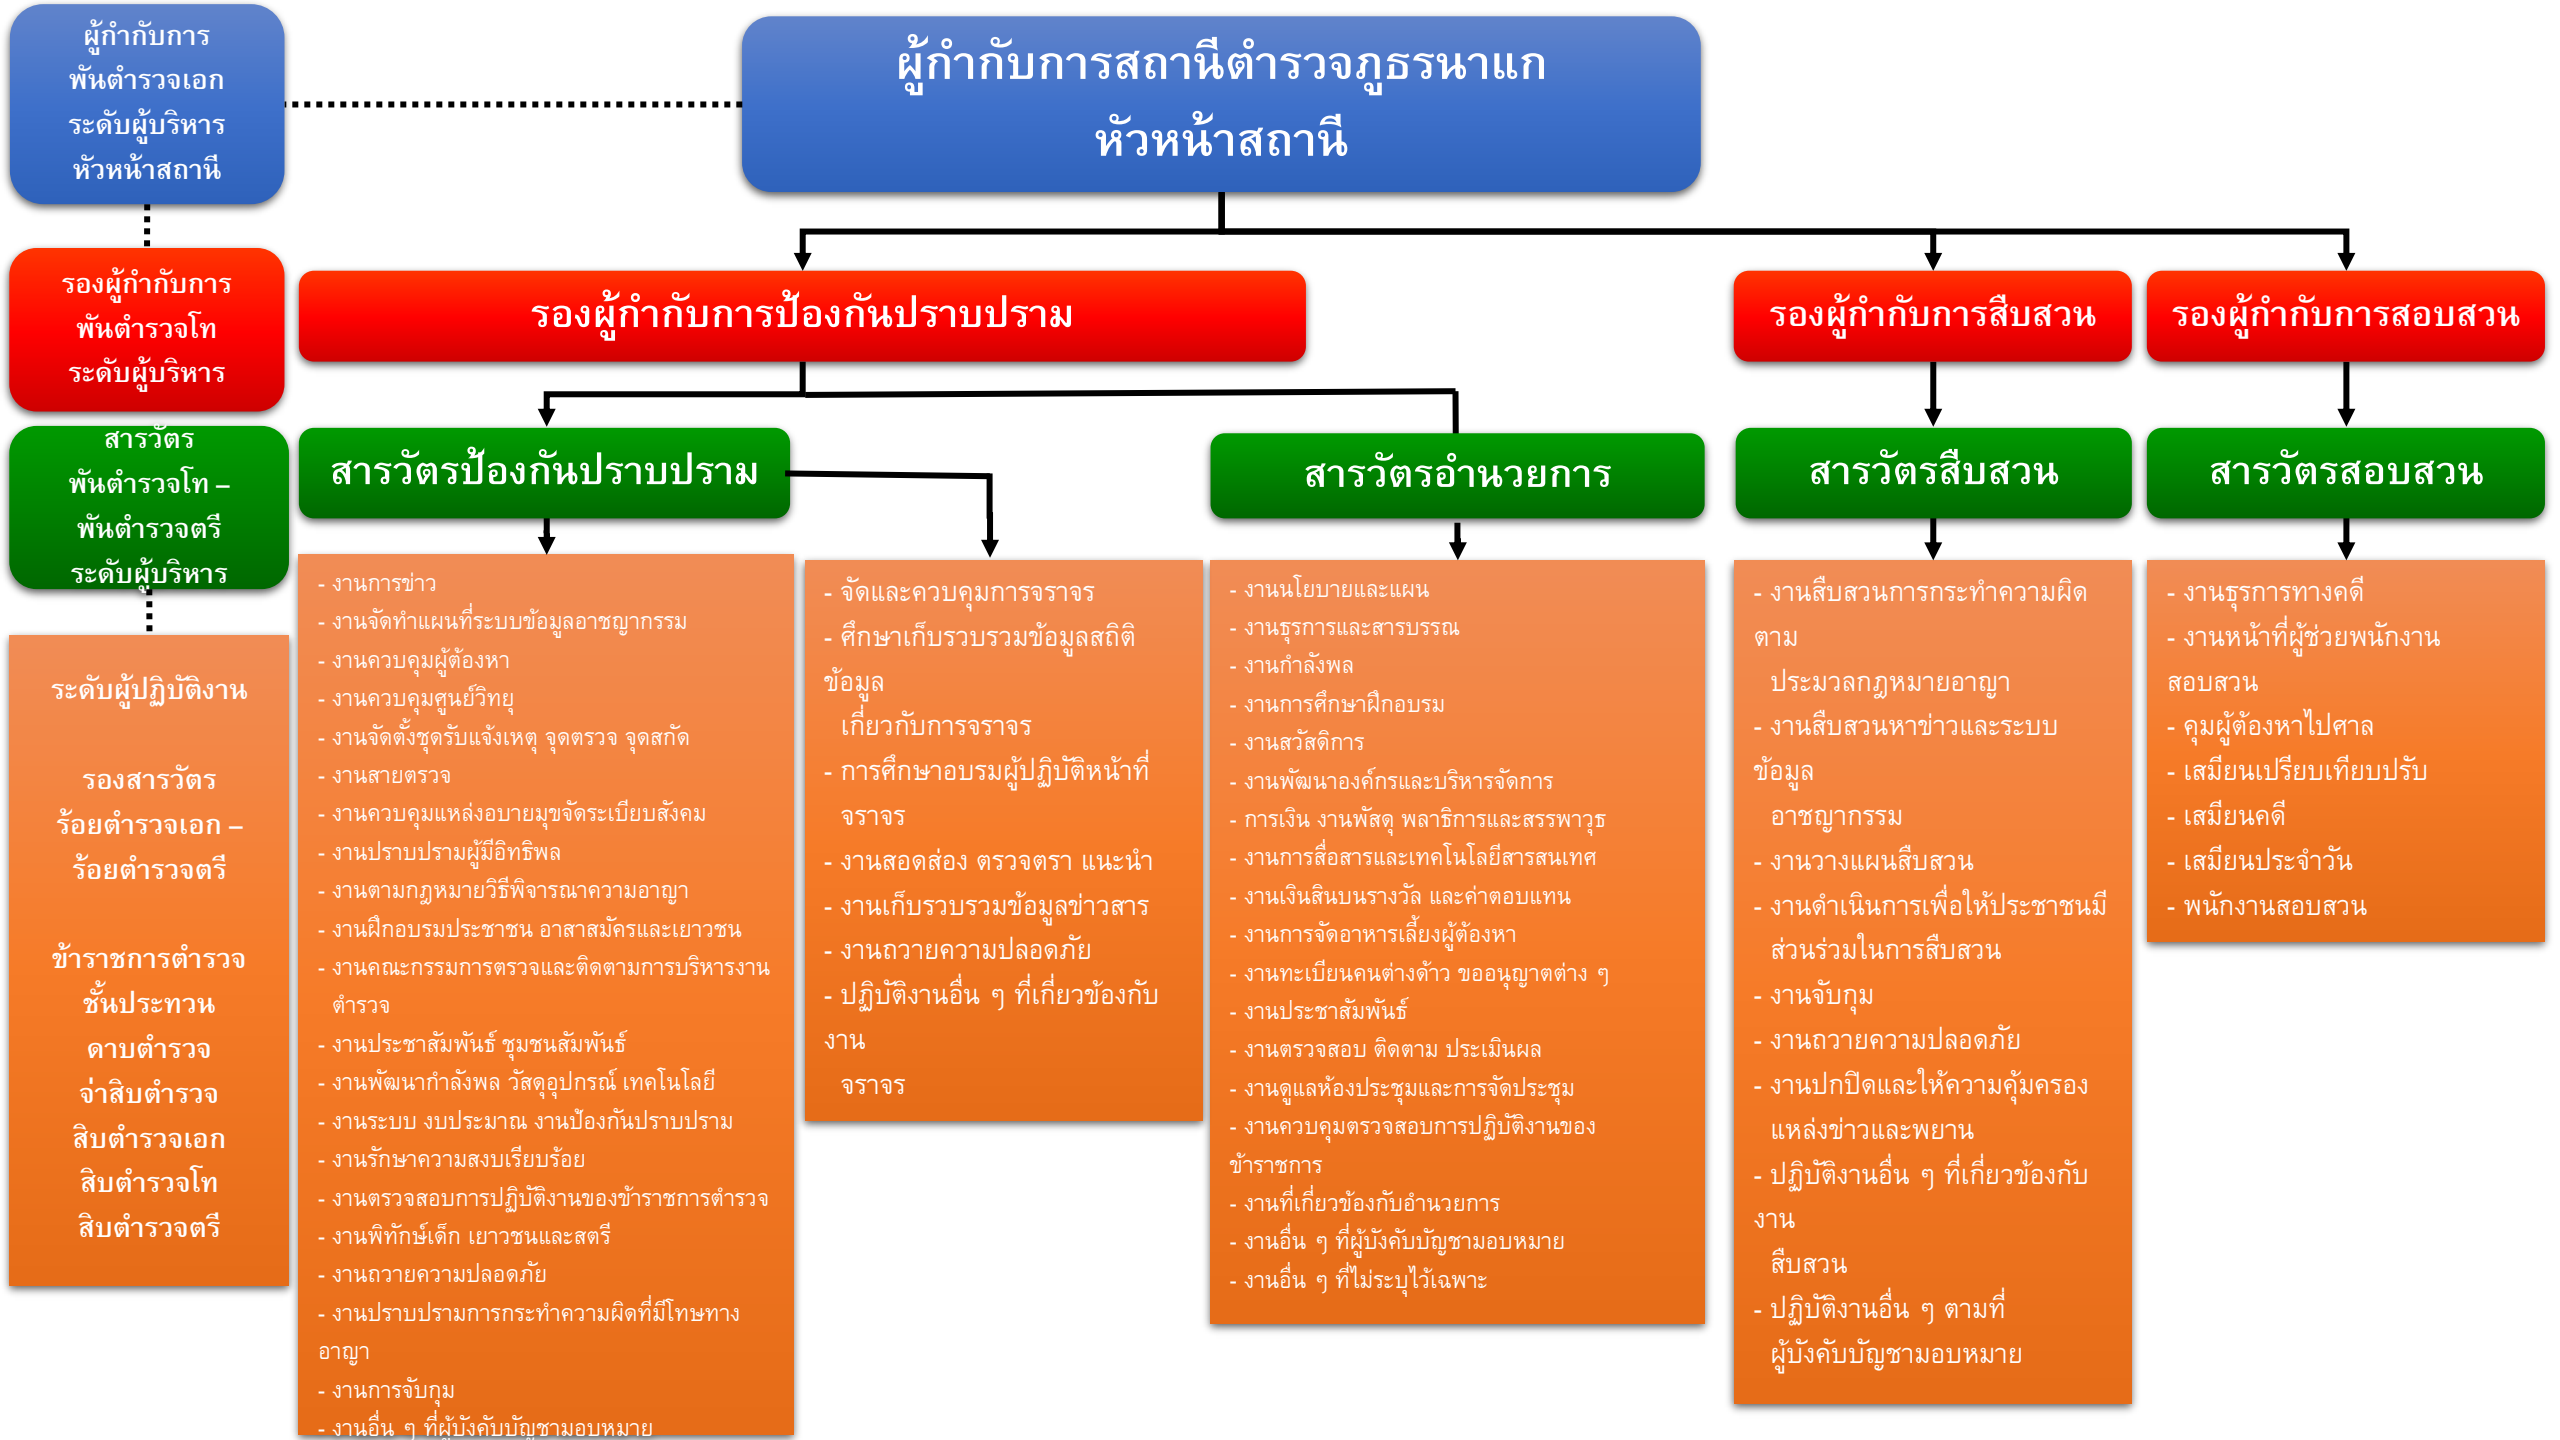 ผู้กำกับการ
พันตำรวจเอก
ระดับผู้บริหาร
หัวหน้าสถานี
ผู้กำกับการสถานีตำรวจภูธรนาแก
หัวหน้าสถานี
รองผู้กำกับการ
พันตำรวจโท
ระดับผู้บริหาร
รองผู้กำกับการป้องกันปราบปราม
รองผู้กำกับการสืบสวน
รองผู้กำกับการสอบสวน
สารวัตร
พันตำรวจโท –
พันตำรวจตรี
ระดับผู้บริหาร
สารวัตรป้องกันปราบปราม
สารวัตรอำนวยการ
สารวัตรสืบสวน
สารวัตรสอบสวน
ระดับผู้ปฏิบัติงาน
รองสารวัตร
ร้อยตำรวจเอก –
ร้อยตำรวจตรี
ข้าราชการตำรวจ
ชั้นประทวน
ดาบตำรวจ
จ่าสิบตำรวจ
สิบตำรวจเอก
สิบตำรวจโท
สิบตำรวจตรี
- งานการข่าว
- งานจัดทำแผนที่ระบบข้อมูลอาชญากรรม
- งานควบคุมผู้ต้องหา
- งานควบคุมศูนย์วิทยุ
- งานจัดตั้งชุดรับแจ้งเหตุ จุดตรวจ จุดสกัด
- งานสายตรวจ
- งานควบคุมแหล่งอบายมุขจัดระเบียบสังคม
- งานปราบปรามผู้มีอิทธิพล
- งานตามกฎหมายวิธีพิจารณาความอาญา
- งานฝึกอบรมประชาชน อาสาสมัครและเยาวชน
- งานคณะกรรมการตรวจและติดตามการบริหารงาน
ตำรวจ
- งานประชาสัมพันธ์ ชุมชนสัมพันธ์
- งานพัฒนากำลังพล วัสดุอุปกรณ์ เทคโนโลยี
- งานระบบ งบประมาณ งานป้องกันปราบปราม
- งานรักษาความสงบเรียบร้อย
- งานตรวจสอบการปฏิบัติงานของข้าราชการตำรวจ
- งานพิทักษ์เด็ก เยาวชนและสตรี
- งานถวายความปลอดภัย
- งานปราบปรามการกระทำความผิดที่มีโทษทาง
อาญา
- งานการจับกุม
- งานอื่น ๆ ที่ผู้บังคับบัญชามอบหมาย
- จัดและควบคุมการจราจร
- ศึกษาเก็บรวบรวมข้อมูลสถิติ
ข้อมูล
เกี่ยวกับการจราจร
- การศึกษาอบรมผู้ปฏิบัติหน้าที่
จราจร
- งานสอดส่อง ตรวจตรา แนะนำ
- งานเก็บรวบรวมข้อมูลข่าวสาร
- งานถวายความปลอดภัย
- ปฏิบัติงานอื่น ๆ ที่เกี่ยวข้องกับ
งาน
จราจร
- งานนโยบายและแผน
- งานธุรการและสารบรรณ
- งานกำลังพล
- งานการศึกษาฝึกอบรม
- งานสวัสดิการ
- งานพัฒนาองค์กรและบริหารจัดการ
- การเงิน งานพัสดุ พลาธิการและสรรพาวุธ
- งานการสื่อสารและเทคโนโลยีสารสนเทศ
- งานเงินสินบนรางวัล และค่าตอบแทน
- งานการจัดอาหารเลี้ยงผู้ต้องหา
- งานทะเบียนคนต่างด้าว ขออนุญาตต่าง ๆ
- งานประชาสัมพันธ์
- งานตรวจสอบ ติดตาม ประเมินผล
- งานดูแลห้องประชุมและการจัดประชุม
- งานควบคุมตรวจสอบการปฏิบัติงานของ
ข้าราชการ
- งานที่เกี่ยวข้องกับอำนวยการ
- งานอื่น ๆ ที่ผู้บังคับบัญชามอบหมาย
- งานอื่น ๆ ที่ไม่ระบุไว้เฉพาะ
- งานสืบสวนการกระทำความผิด
ตาม
ประมวลกฎหมายอาญา
- งานสืบสวนหาข่าวและระบบ
ข้อมูล
อาชญากรรม
- งานวางแผนสืบสวน
- งานดำเนินการเพื่อให้ประชาชนมี
ส่วนร่วมในการสืบสวน
- งานจับกุม
- งานถวายความปลอดภัย
- งานปกปิดและให้ความคุ้มครอง
แหล่งข่าวและพยาน
- ปฏิบัติงานอื่น ๆ ที่เกี่ยวข้องกับ
งาน
สืบสวน
- ปฏิบัติงานอื่น ๆ ตามที่
ผู้บังคับบัญชามอบหมาย
- งานธุรการทางคดี
- งานหน้าที่ผู้ช่วยพนักงาน
สอบสวน
- คุมผู้ต้องหาไปศาล
- เสมียนเปรียบเทียบปรับ
- เสมียนคดี
- เสมียนประจำวัน
- พนักงานสอบสวน